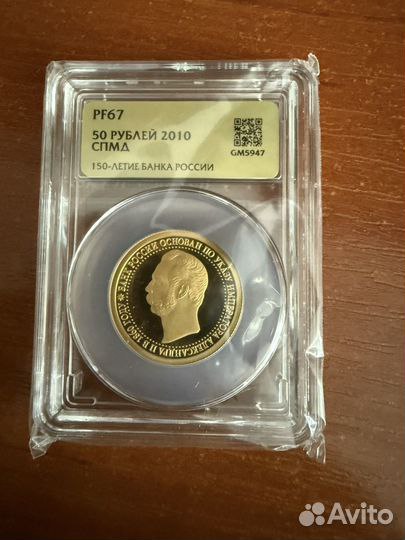 PF67
50 РУБЛЕЙ 2010
СПМД
GM5947
150-ЛЕТИЕ БАНКА РОССИИ
БАНК РОССИИ ОСНОВАН ПО УКАЗУ ИМПЕРАТОРА АЛЕКСАНДРА II В 1860 ГОДУ
Avito